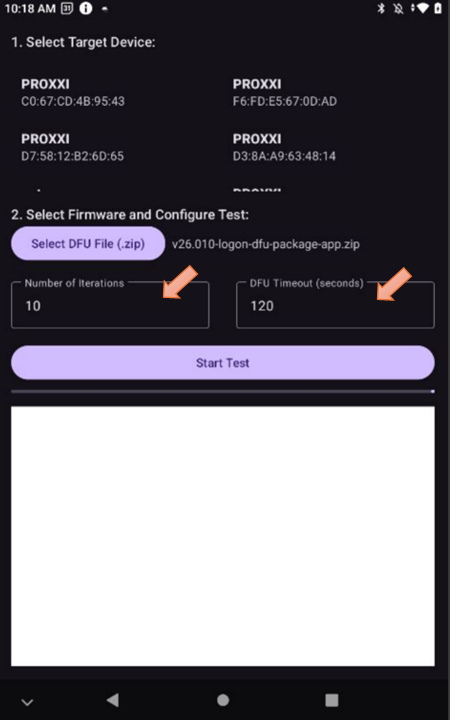 10:18 AM 31
1. Select Target Device:
PROXXI PROXXI
C0:67:CD:4B:95:43 F6:FD:E5:67:0D:AD
PROXXI PROXXI
D7:58:12:B2:6D:65 D3:8A:A9:63:48:14
2. Select Firmware and Configure Test:
Select DFU File (.zip) v26.010-logon-dfu-package-app.zip
Number of Iterations DFU Timeout (seconds)
10 120
Start Test